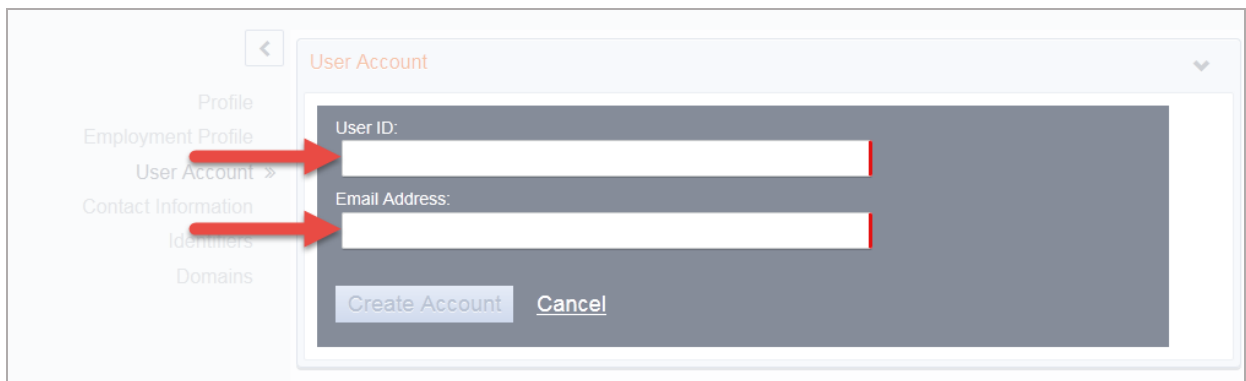 User Account
Profile
Employment Profile
User Account »
Contact Information
Identifiers
Domains
User ID:
Email Address:
Create Account
Cancel